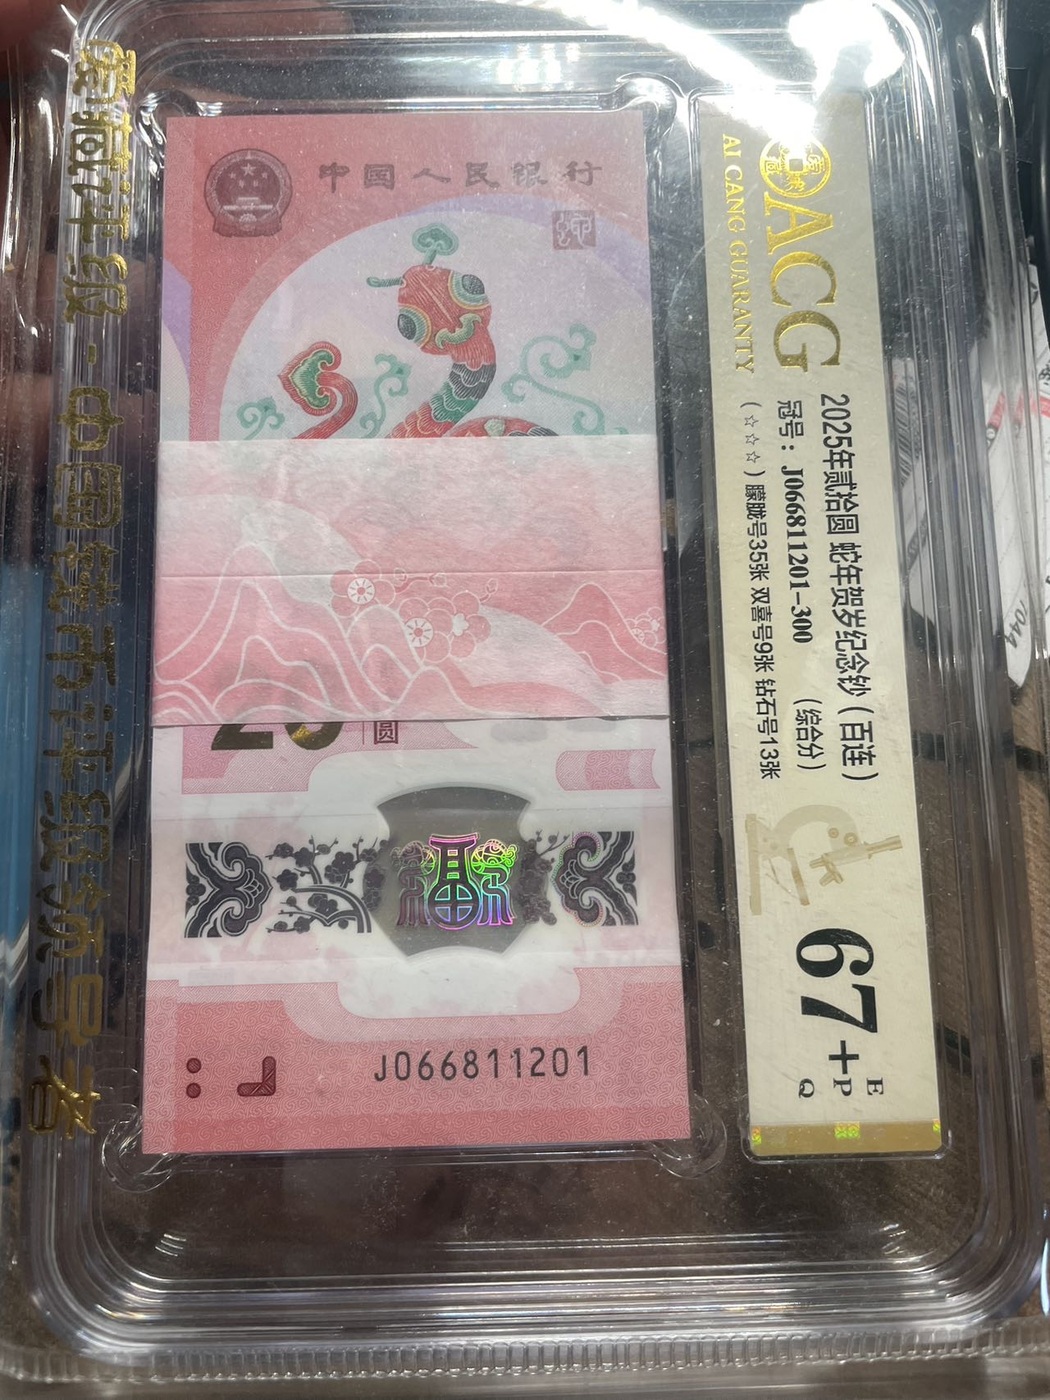 爱藏评级-中国钱币评级领导者
中国人民银行
20
圆
J066811201
ACG
AI CANG GUARANTY
2025年贰拾圆 蛇年贺岁纪念钞（百连）
冠号：J066811201-300 （综合分）
（☆☆☆）朦胧号35张 双喜号9张 钻石号13张
67+
E
P
Q